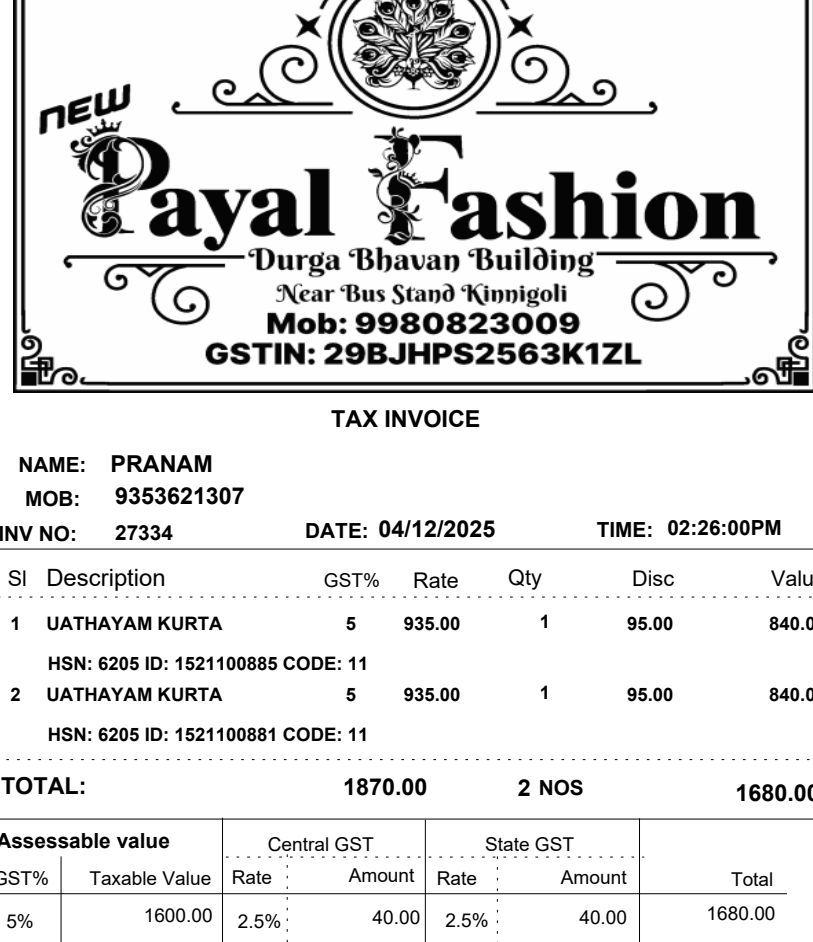 NEW
Payal Fashion
Durga Bhavan Building
Near Bus Stand Kinnigoli
Mob: 9980823009
GSTIN: 29BJHPS2563K1ZL
TAX INVOICE
NAME: PRANAM
MOB: 9353621307
INV NO: 27334 DATE: 04/12/2025 TIME: 02:26:00PM
Sl Description GST% Rate Qty Disc Valu
1 UATHAYAM KURTA 5 935.00 1 95.00 840.0
HSN: 6205 ID: 1521100885 CODE: 11
2 UATHAYAM KURTA 5 935.00 1 95.00 840.0
HSN: 6205 ID: 1521100881 CODE: 11
TOTAL: 1870.00 2 NOS 1680.00
Assessable value Central GST State GST
GST% Taxable Value Rate Amount Rate Amount Total
5% 1600.00 2.5% 40.00 2.5% 40.00 1680.00